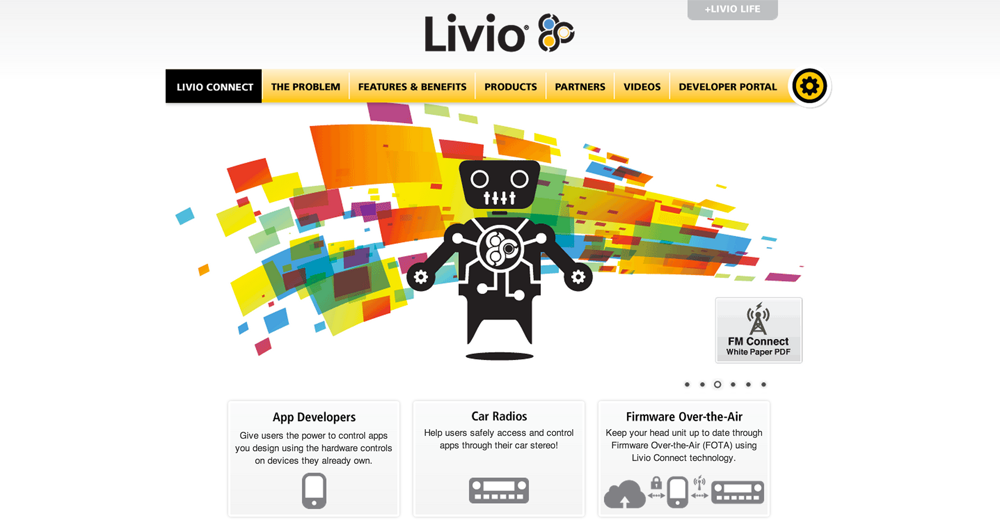 +LIVIO LIFE
Livio®
LIVIO CONNECT
THE PROBLEM
FEATURES & BENEFITS
PRODUCTS
PARTNERS
VIDEOS
DEVELOPER PORTAL
FM Connect
White Paper PDF
App Developers
Give users the power to control apps
you design using the hardware controls
on devices they already own.
Car Radios
Help users safely access and control
apps through their car stereo!
Firmware Over-the-Air
Keep your head unit up to date through
Firmware Over-the-Air (FOTA) using
Livio Connect technology.